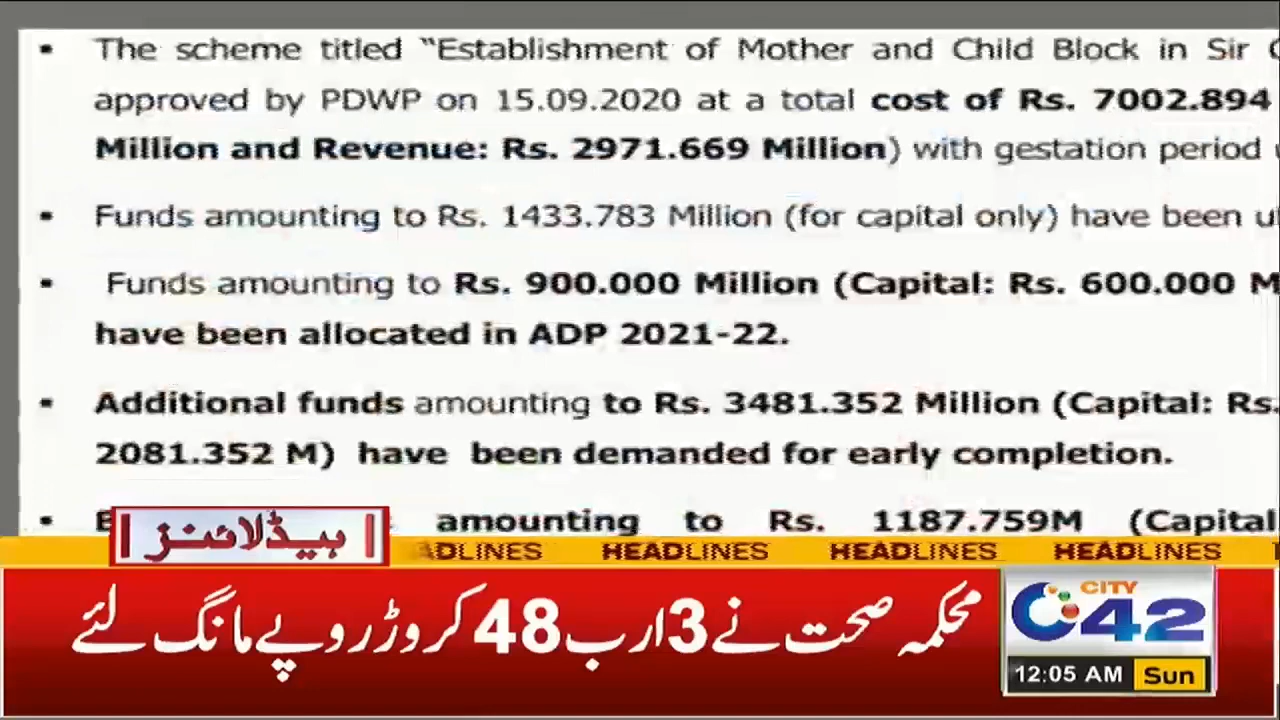 ▪ The scheme titled “Establishment of Mother and Child Block in Sir
approved by PDWP on 15.09.2020 at a total cost of Rs. 7002.894
Million and Revenue: Rs. 2971.669 Million) with gestation period
▪ Funds amounting to Rs. 1433.783 Million (for capital only) have been
▪ Funds amounting to Rs. 900.000 Million (Capital: Rs. 600.000 M
have been allocated in ADP 2021-22.
▪ Additional funds amounting to Rs. 3481.352 Million (Capital: Rs.
2081.352 M) have been demanded for early completion.
▪ amounting to Rs. 1187.759M (Capital
ہیڈلائنز
ADLINES HEADLINES HEADLINES HEADLINES
محکمہ صحت نے 3 ارب 48 کروڑ روپے مانگ لئے
CITY 42
12:05 AM Sun